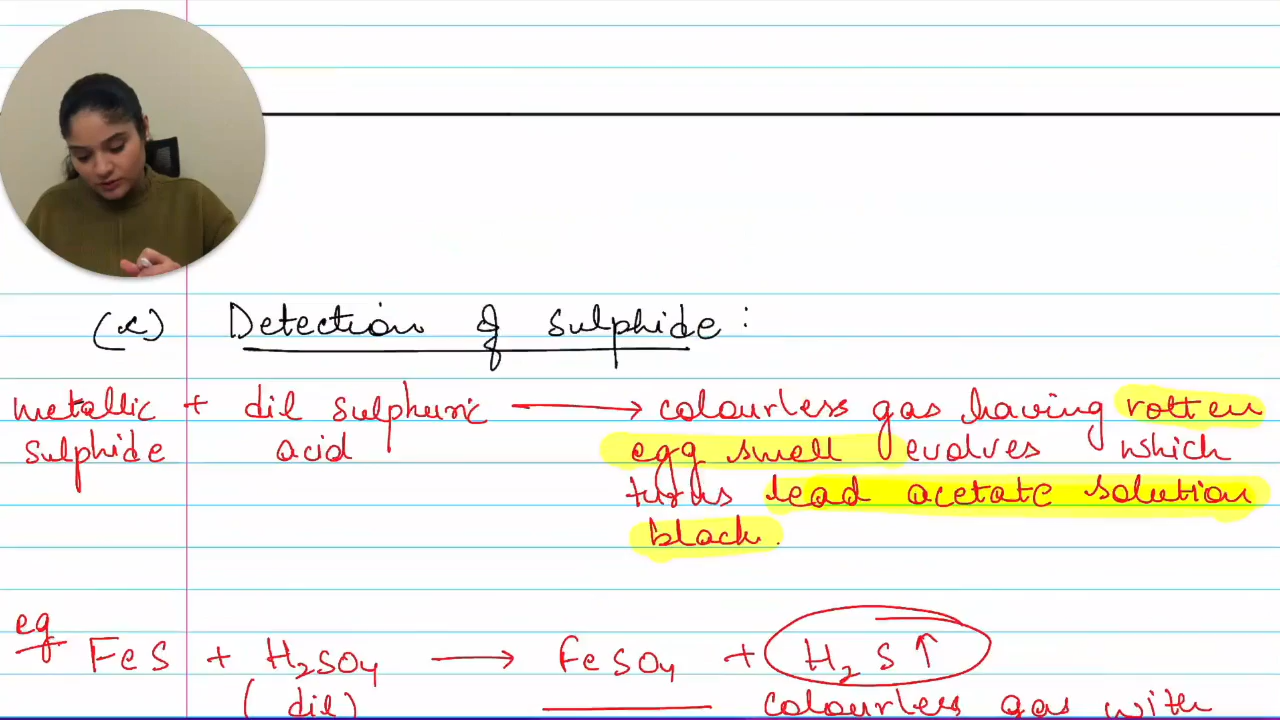 (c) Detection of sulphide:
metallic + dil sulphuric ⟶ colourless gas having rotten
sulphide acid egg smell evolves which
turns lead acetate solution
black.
eg
FeS + H₂SO₄ ⟶ FeSO₄ + H₂S↑
(dil) colourless gas with